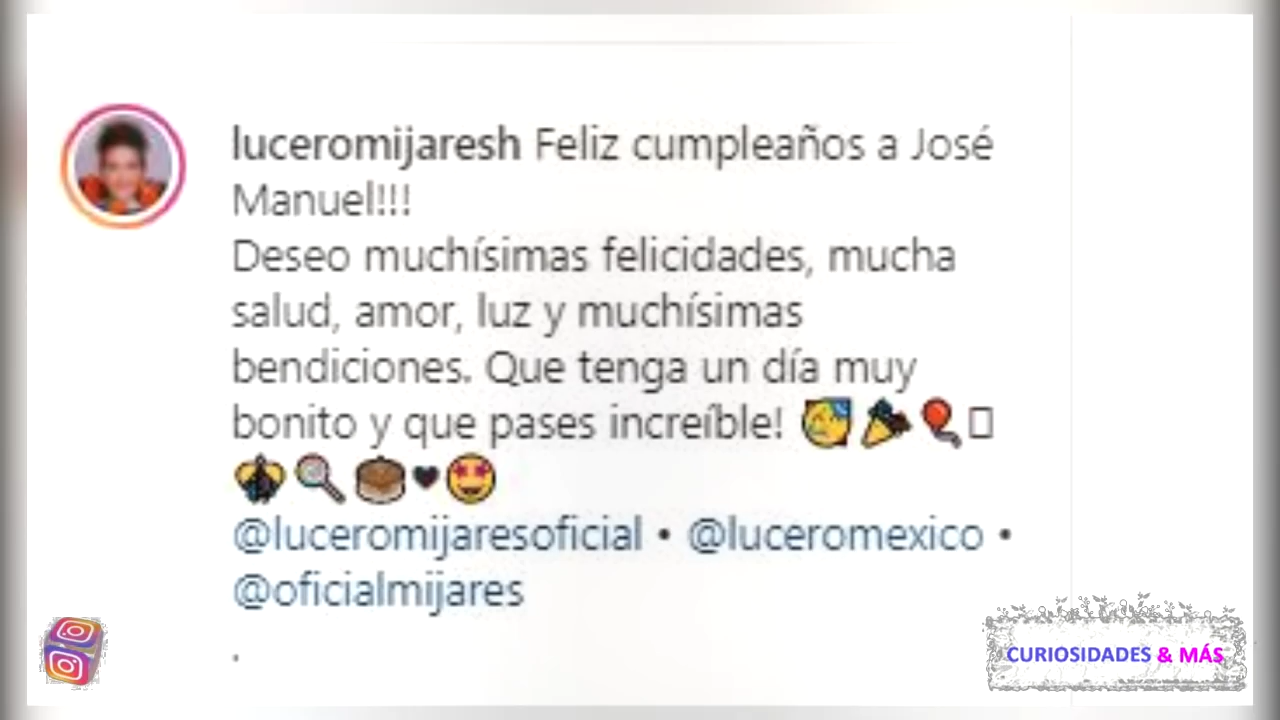 luceromijaresh Feliz cumpleaños a José
Manuel!!!
Deseo muchísimas felicidades, mucha
salud, amor, luz y muchísimas
bendiciones. Que tenga un día muy
bonito y que pases increíble! 🥳🎉🎈
🍭🎂🖤🤩
@luceromijaresoficial • @luceromexico •
@oficialmijares
.
CURIOSIDADES & MÁS